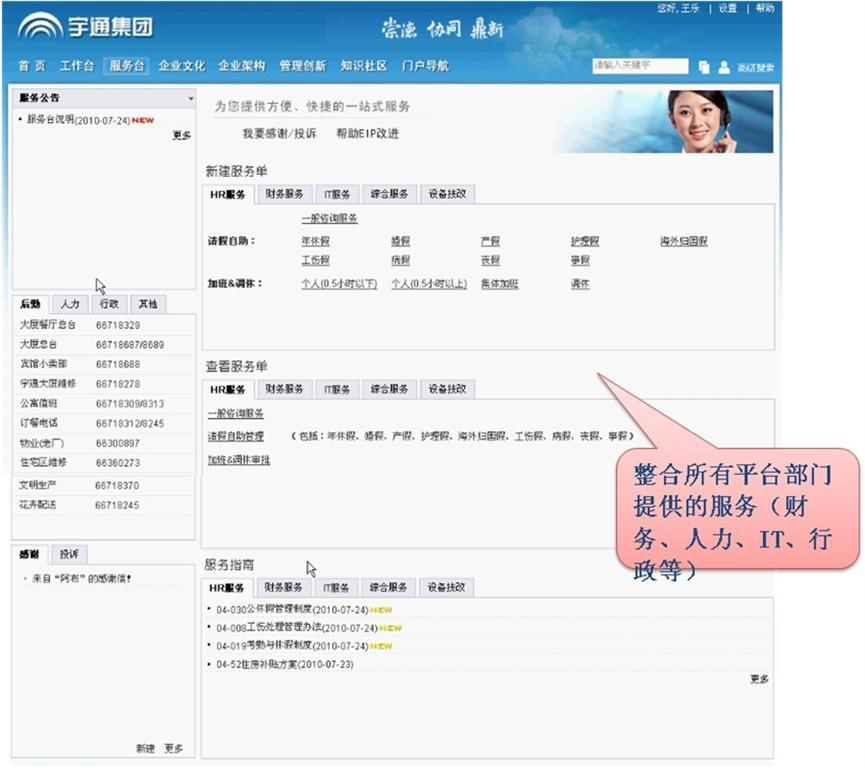 您好, 王乐 | 设置 | 帮助
宇通集团
崇德 协同 鼎新
首 页 工作台 服务台 企业文化 企业架构 管理创新 知识社区 门户导航
请输入关键字
高级搜索
服务公告
• 服务台说明(2010-07-24)NEW
更多
后勤 人力 行政 其他
大厦餐厅总台 66718329
大厦总台 66718687/8689
宾馆小卖部 66718688
宇通大厦维修 66718278
公寓值班 66718309/8313
订餐电话 66718312/8245
物业(老厂) 66300897
住宅区维修 66360273
文明生产 66718370
花卉配送 66718245
感谢 投诉
• 来自“阿布”的感谢信!
新建 更多
为您提供方便、快捷的一站式服务
我要感谢/投诉 帮助EIP改进
新建服务单
HR服务 财务服务 IT服务 综合服务 设备技改
一般咨询服务
请假自助： 年休假 婚假 产假 护理假 海外归国假
工伤假 病假 丧假 事假
加班&调休： 个人(0.5小时以下) 个人(0.5小时以上) 集体加班 调休
查看服务单
HR服务 财务服务 IT服务 综合服务 设备技改
一般咨询服务
请假自助管理 （包括：年休假、婚假、产假、护理假、海外归国假、工伤假、病假、丧假、事假）
加班&调休审批
服务指南
HR服务 财务服务 IT服务 综合服务 设备技改
• 04-030公休假管理制度(2010-07-24)NEW
• 04-008工伤处理管理办法(2010-07-24)NEW
• 04-019考勤与休假制度(2010-07-24)NEW
• 04-52住房补贴方案(2010-07-23)
更多
整合所有平台部门
提供的服务（财
务、人力、IT、行
政等）